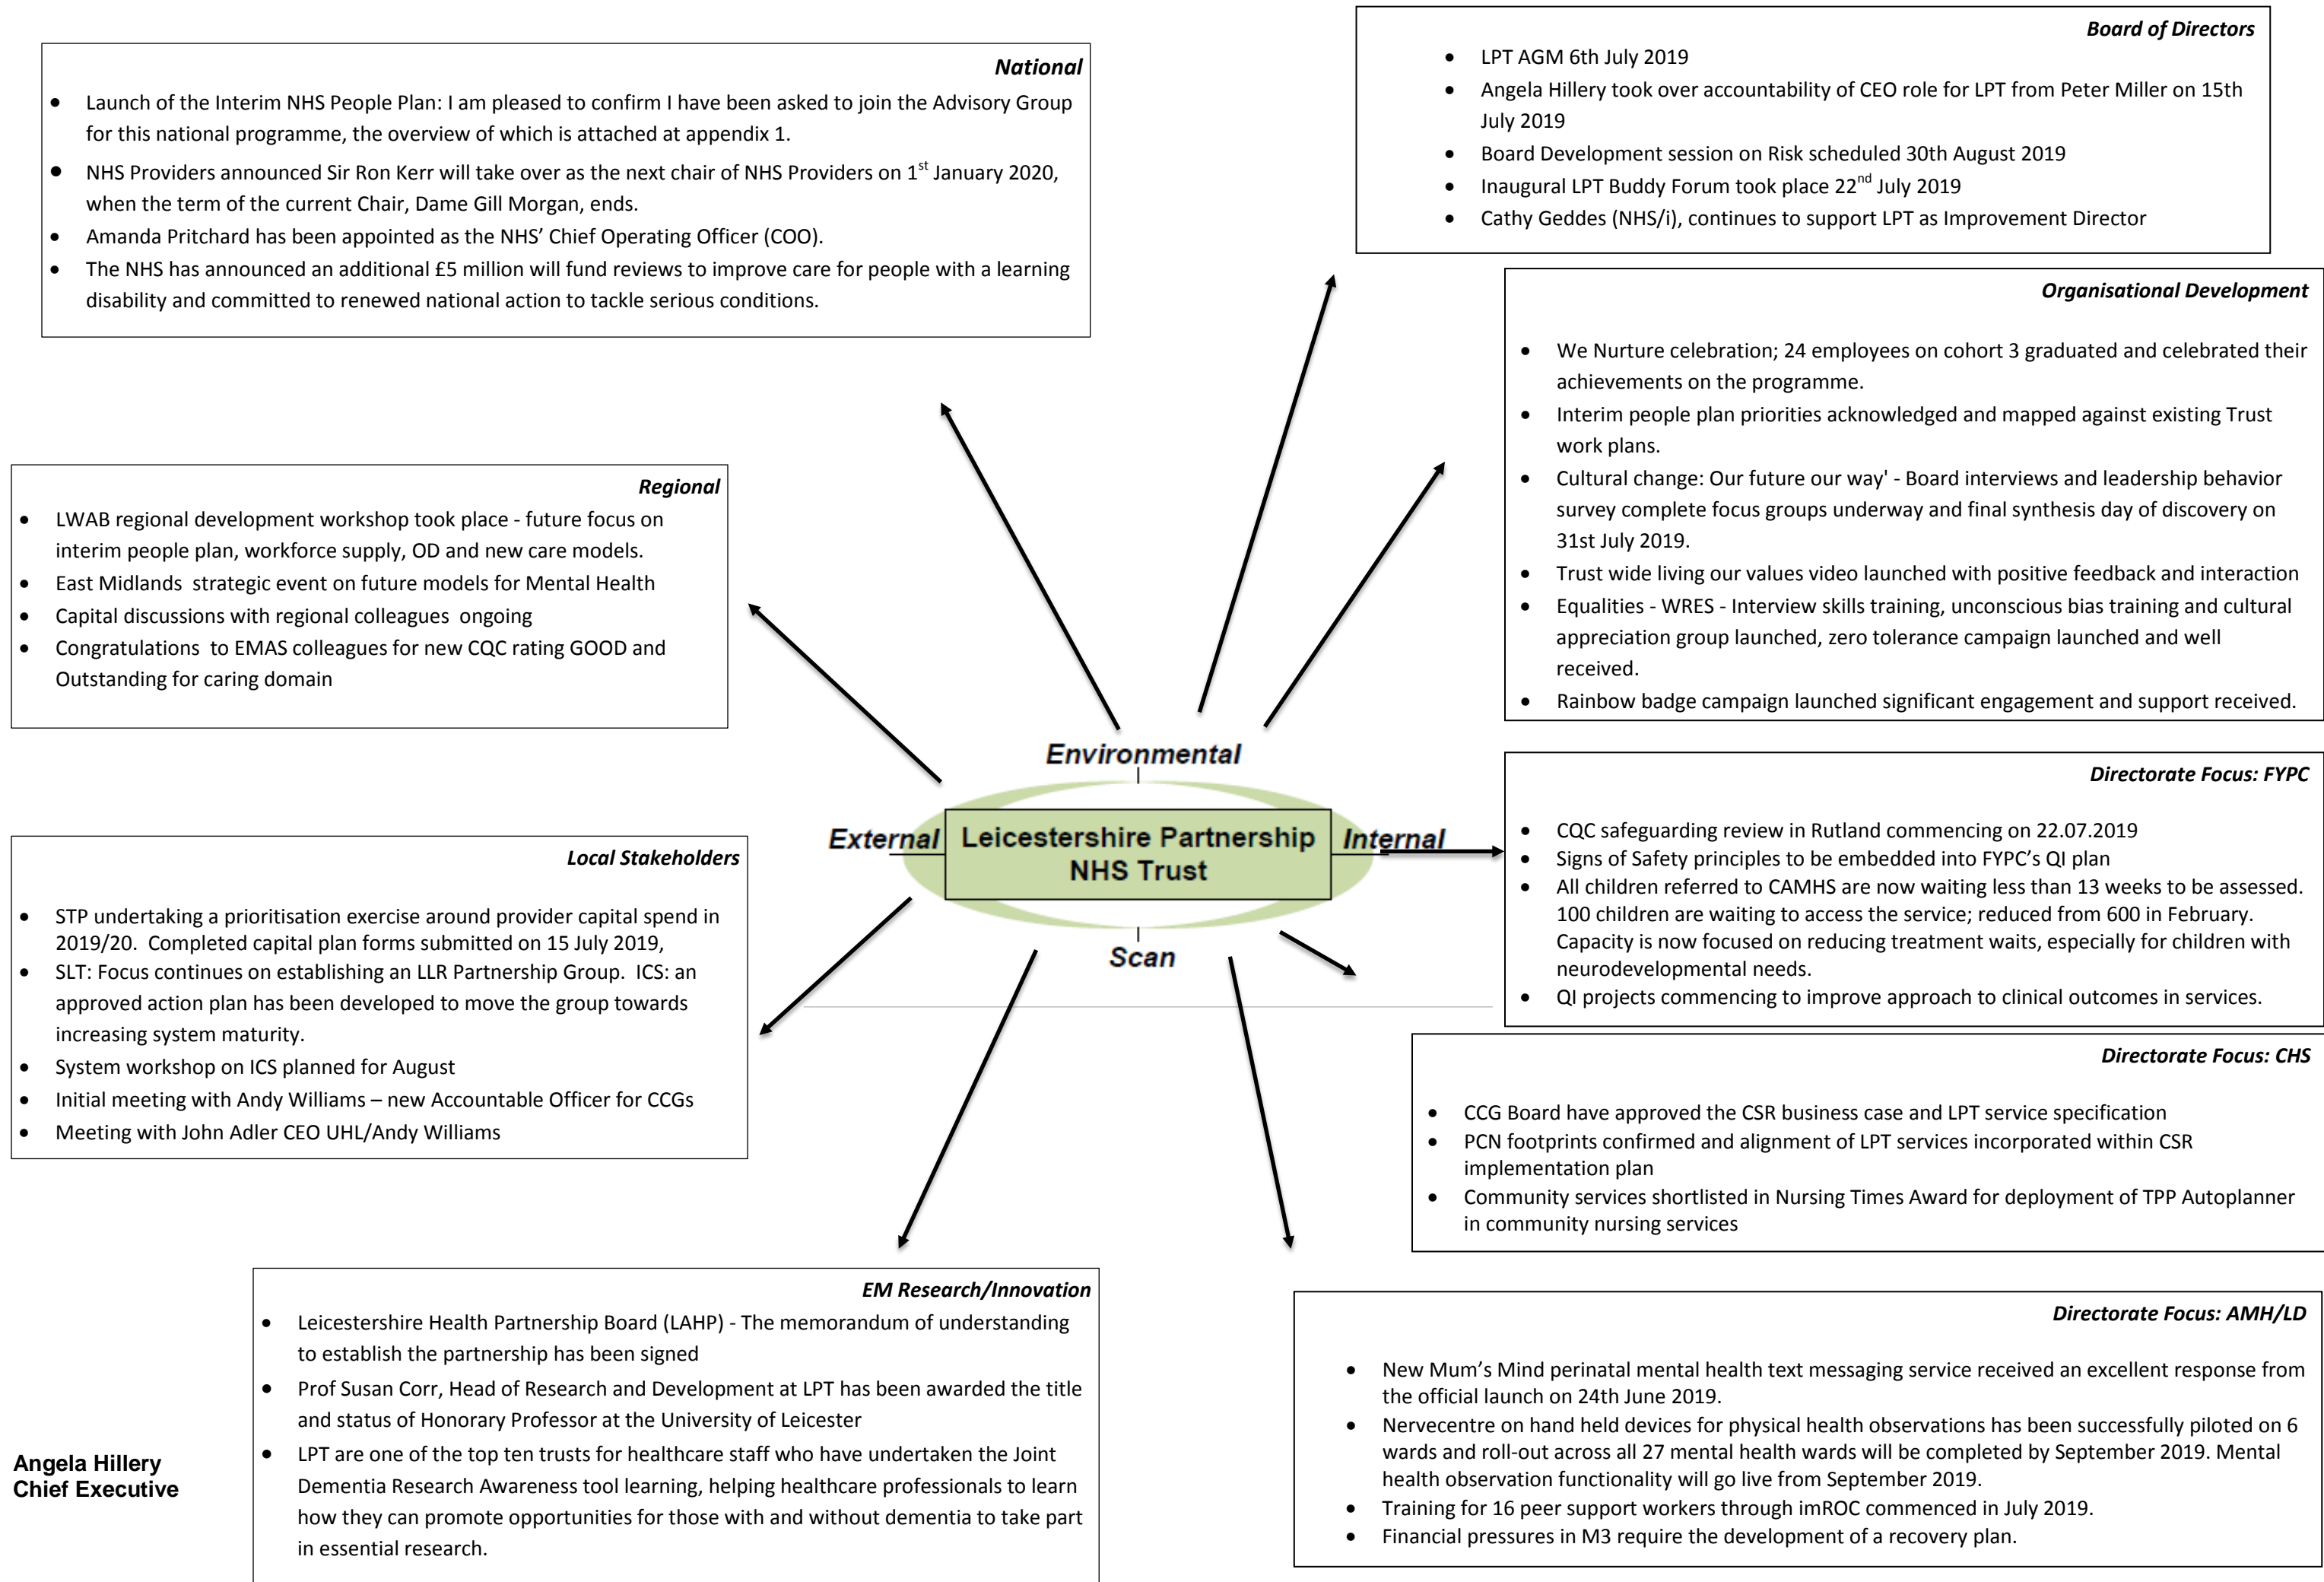 National
• Launch of the Interim NHS People Plan: I am pleased to confirm I have been asked to join the Advisory Group
for this national programme, the overview of which is attached at appendix 1.
• NHS Providers announced Sir Ron Kerr will take over as the next chair of NHS Providers on 1st January 2020,
when the term of the current Chair, Dame Gill Morgan, ends.
• Amanda Pritchard has been appointed as the NHS’ Chief Operating Officer (COO).
• The NHS has announced an additional £5 million will fund reviews to improve care for people with a learning
disability and committed to renewed national action to tackle serious conditions.
Board of Directors
• LPT AGM 6th July 2019
• Angela Hillery took over accountability of CEO role for LPT from Peter Miller on 15th
July 2019
• Board Development session on Risk scheduled 30th August 2019
• Inaugural LPT Buddy Forum took place 22nd July 2019
• Cathy Geddes (NHS/i), continues to support LPT as Improvement Director
Organisational Development
• We Nurture celebration; 24 employees on cohort 3 graduated and celebrated their
achievements on the programme.
• Interim people plan priorities acknowledged and mapped against existing Trust
work plans.
• Cultural change: Our future our way' - Board interviews and leadership behavior
survey complete focus groups underway and final synthesis day of discovery on
31st July 2019.
• Trust wide living our values video launched with positive feedback and interaction
• Equalities - WRES - Interview skills training, unconscious bias training and cultural
appreciation group launched, zero tolerance campaign launched and well
received.
• Rainbow badge campaign launched significant engagement and support received.
Regional
• LWAB regional development workshop took place - future focus on
interim people plan, workforce supply, OD and new care models.
• East Midlands strategic event on future models for Mental Health
• Capital discussions with regional colleagues ongoing
• Congratulations to EMAS colleagues for new CQC rating GOOD and
Outstanding for caring domain
Environmental
External
Leicestershire Partnership
NHS Trust
Internal
Scan
Directorate Focus: FYPC
• CQC safeguarding review in Rutland commencing on 22.07.2019
• Signs of Safety principles to be embedded into FYPC’s QI plan
• All children referred to CAMHS are now waiting less than 13 weeks to be assessed.
100 children are waiting to access the service; reduced from 600 in February.
Capacity is now focused on reducing treatment waits, especially for children with
neurodevelopmental needs.
• QI projects commencing to improve approach to clinical outcomes in services.
Local Stakeholders
• STP undertaking a prioritisation exercise around provider capital spend in
2019/20. Completed capital plan forms submitted on 15 July 2019,
• SLT: Focus continues on establishing an LLR Partnership Group. ICS: an
approved action plan has been developed to move the group towards
increasing system maturity.
• System workshop on ICS planned for August
• Initial meeting with Andy Williams – new Accountable Officer for CCGs
• Meeting with John Adler CEO UHL/Andy Williams
Directorate Focus: CHS
• CCG Board have approved the CSR business case and LPT service specification
• PCN footprints confirmed and alignment of LPT services incorporated within CSR
implementation plan
• Community services shortlisted in Nursing Times Award for deployment of TPP Autoplanner
in community nursing services
EM Research/Innovation
• Leicestershire Health Partnership Board (LAHP) - The memorandum of understanding
to establish the partnership has been signed
• Prof Susan Corr, Head of Research and Development at LPT has been awarded the title
and status of Honorary Professor at the University of Leicester
• LPT are one of the top ten trusts for healthcare staff who have undertaken the Joint
Dementia Research Awareness tool learning, helping healthcare professionals to learn
how they can promote opportunities for those with and without dementia to take part
in essential research.
Directorate Focus: AMH/LD
• New Mum’s Mind perinatal mental health text messaging service received an excellent response from
the official launch on 24th June 2019.
• Nervecentre on hand held devices for physical health observations has been successfully piloted on 6
wards and roll-out across all 27 mental health wards will be completed by September 2019. Mental
health observation functionality will go live from September 2019.
• Training for 16 peer support workers through imROC commenced in July 2019.
• Financial pressures in M3 require the development of a recovery plan.
Angela Hillery
Chief Executive